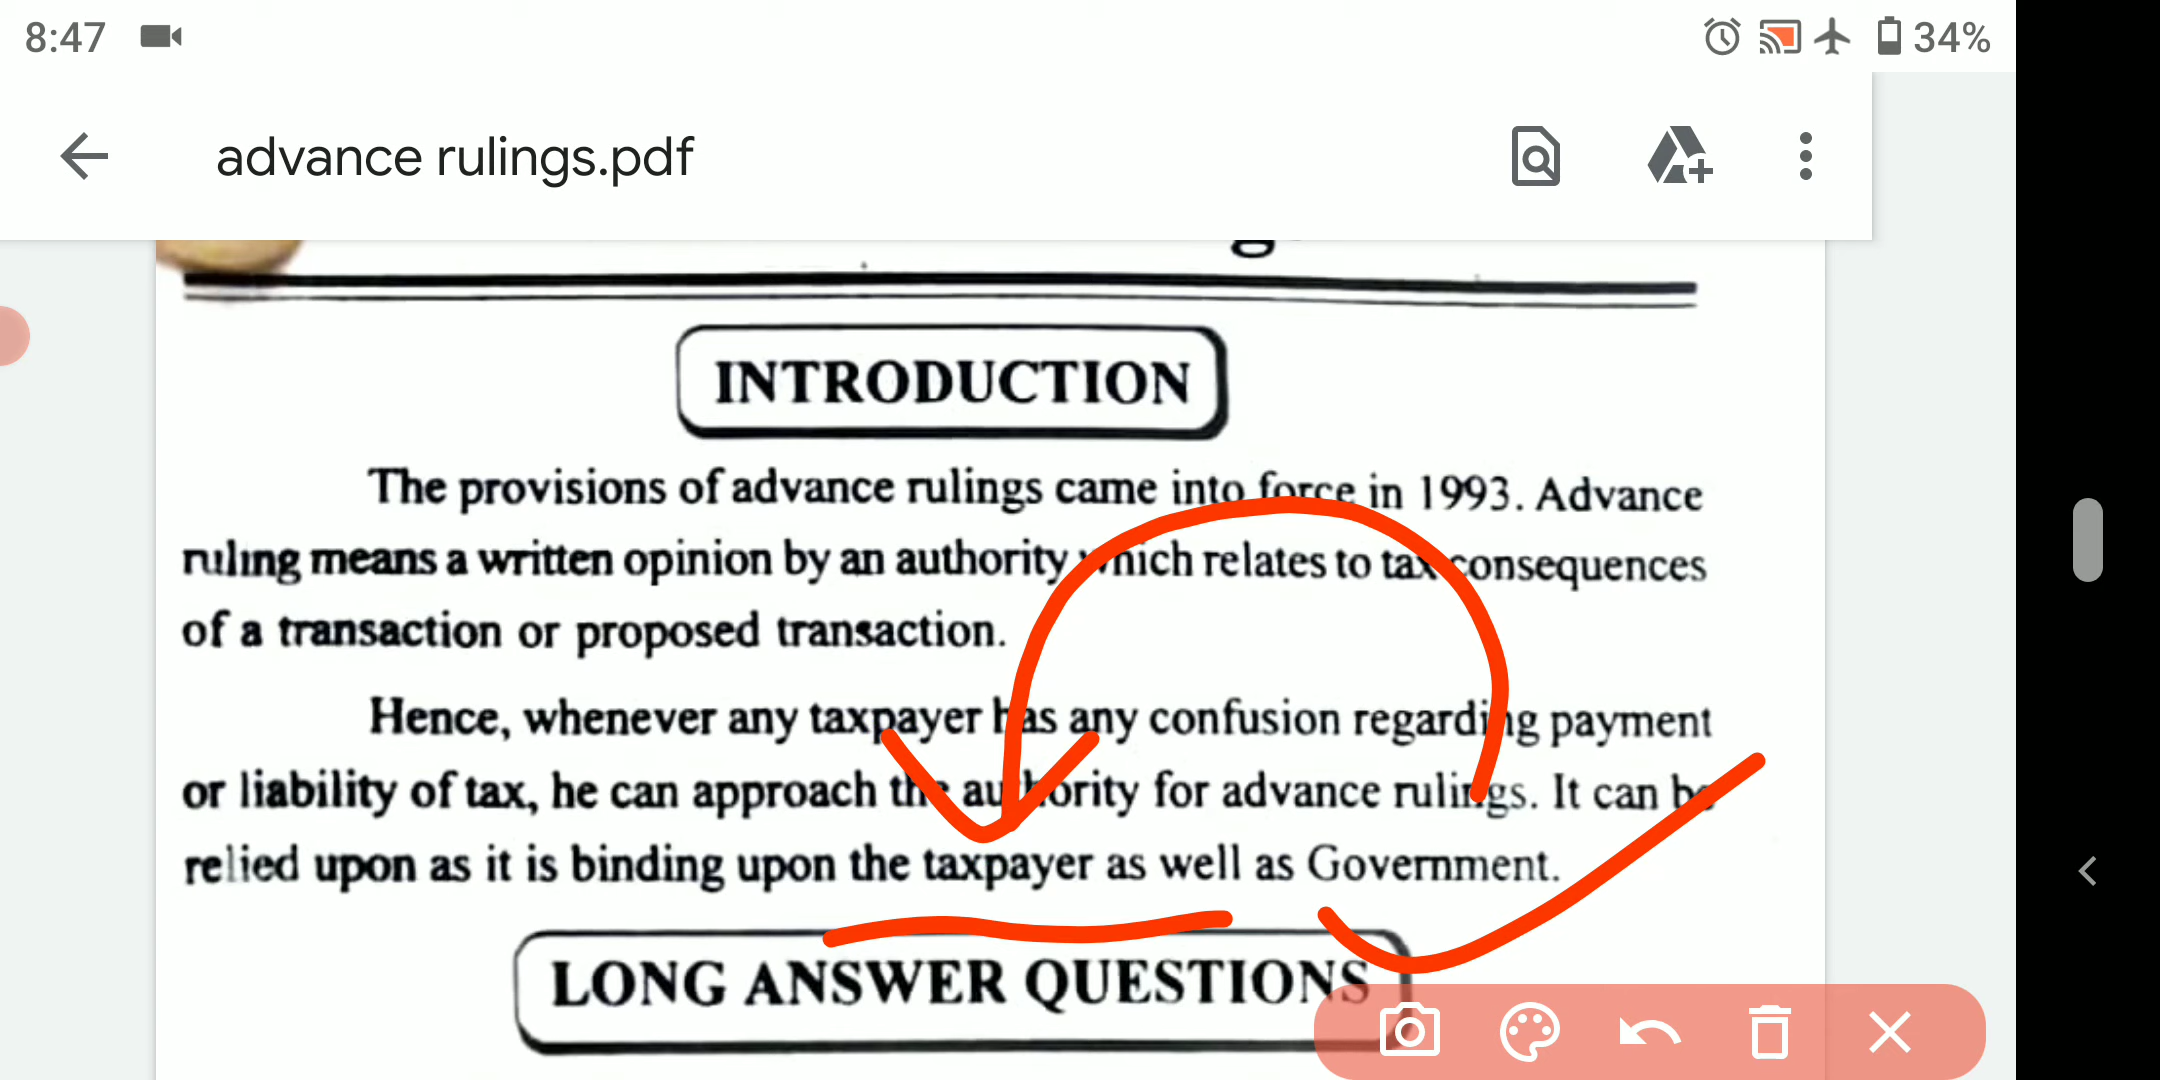 8:47
34%
advance rulings.pdf
INTRODUCTION
The provisions of advance rulings came into force in 1993. Advance
ruling means a written opinion by an authority which relates to tax consequences
of a transaction or proposed transaction.
Hence, whenever any taxpayer has any confusion regarding payment
or liability of tax, he can approach the authority for advance rulings. It can be
relied upon as it is binding upon the taxpayer as well as Government.
LONG ANSWER QUESTIONS